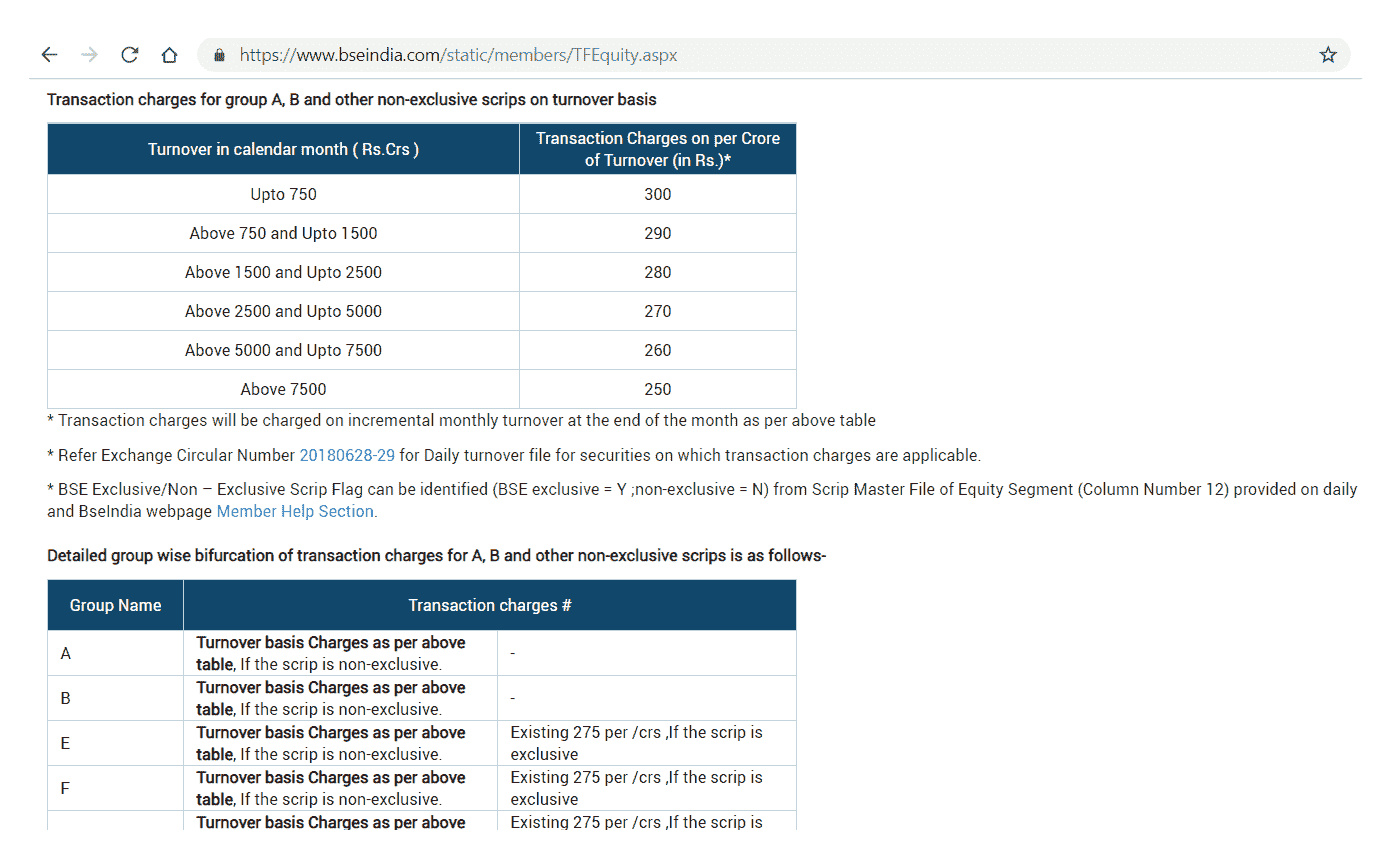 https://www.bseindia.com/static/members/TFEquity.aspx
Transaction charges for group A, B and other non-exclusive scrips on turnover basis
Turnover in calendar month ( Rs.Crs )
Transaction Charges on per Crore
of Turnover (in Rs.)*
Upto 750
300
Above 750 and Upto 1500
290
Above 1500 and Upto 2500
280
Above 2500 and Upto 5000
270
Above 5000 and Upto 7500
260
Above 7500
250
* Transaction charges will be charged on incremental monthly turnover at the end of the month as per above table
* Refer Exchange Circular Number 20180628-29 for Daily turnover file for securities on which transaction charges are applicable.
* BSE Exclusive/Non – Exclusive Scrip Flag can be identified (BSE exclusive = Y ;non-exclusive = N) from Scrip Master File of Equity Segment (Column Number 12) provided on daily
and BseIndia webpage Member Help Section.
Detailed group wise bifurcation of transaction charges for A, B and other non-exclusive scrips is as follows-
Group Name
Transaction charges #
A
Turnover basis Charges as per above
table, If the scrip is non-exclusive.
-
B
Turnover basis Charges as per above
table, If the scrip is non-exclusive.
-
E
Turnover basis Charges as per above
table, If the scrip is non-exclusive.
Existing 275 per /crs ,If the scrip is
exclusive
F
Turnover basis Charges as per above
table, If the scrip is non-exclusive.
Existing 275 per /crs ,If the scrip is
exclusive
Turnover basis Charges as per above
Existing 275 per /crs ,If the scrip is